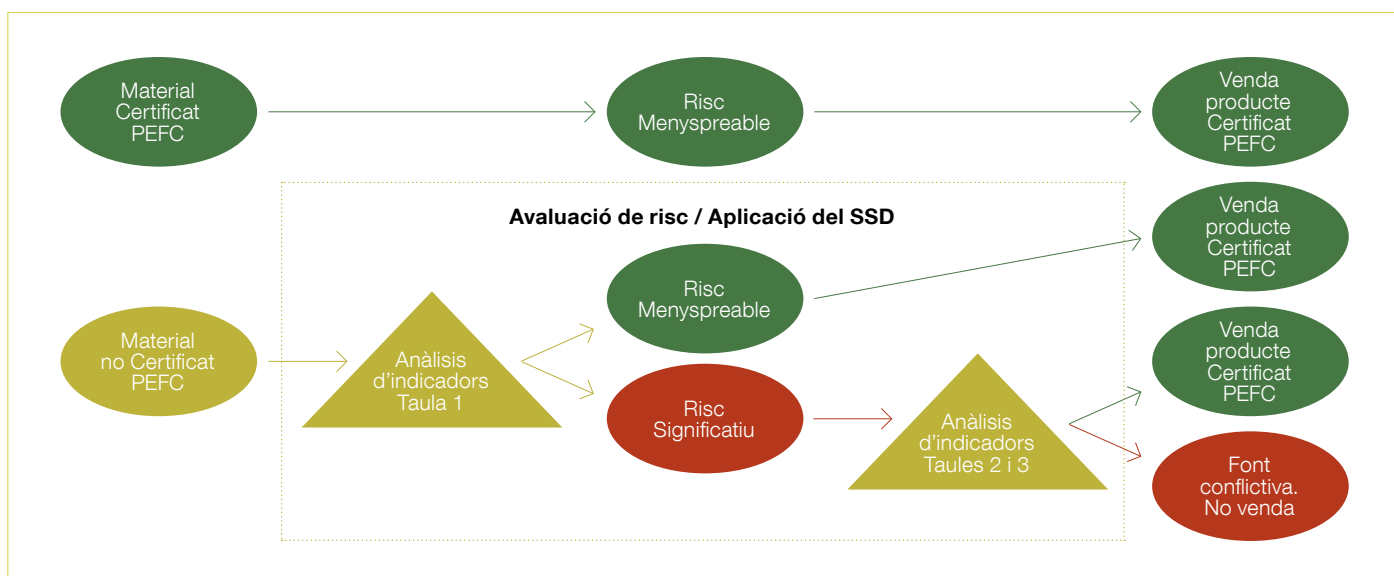 Material
Certificat
PEFC
Risc
Menyspreable
Venda
producte
Certificat
PEFC
Avaluació de risc / Aplicació del SSD
Venda
producte
Certificat
PEFC
Material
no Certificat
PEFC
Anàlisis
d'indicadors
Taula 1
Risc
Menyspreable
Risc
Significatiu
Anàlisis
d'indicadors
Taules 2 i 3
Venda
producte
Certificat
PEFC
Font
conflictiva.
No venda